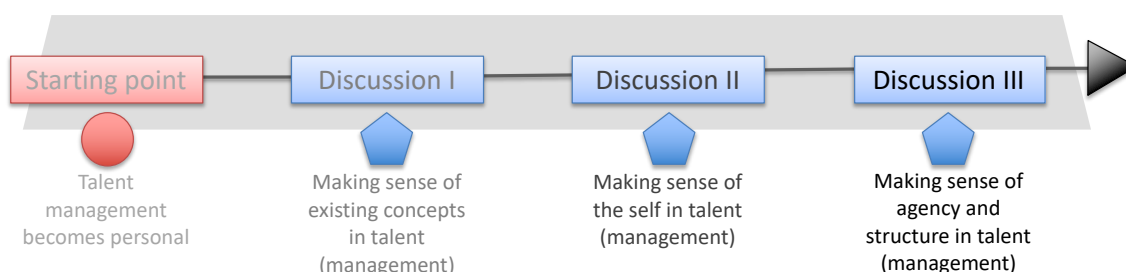 Starting point
Discussion I
Discussion II
Discussion III
Talent
management
becomes personal
Making sense of
existing concepts
in talent
(management)
Making sense of
the self in talent
(management)
Making sense of
agency and
structure in talent
(management)